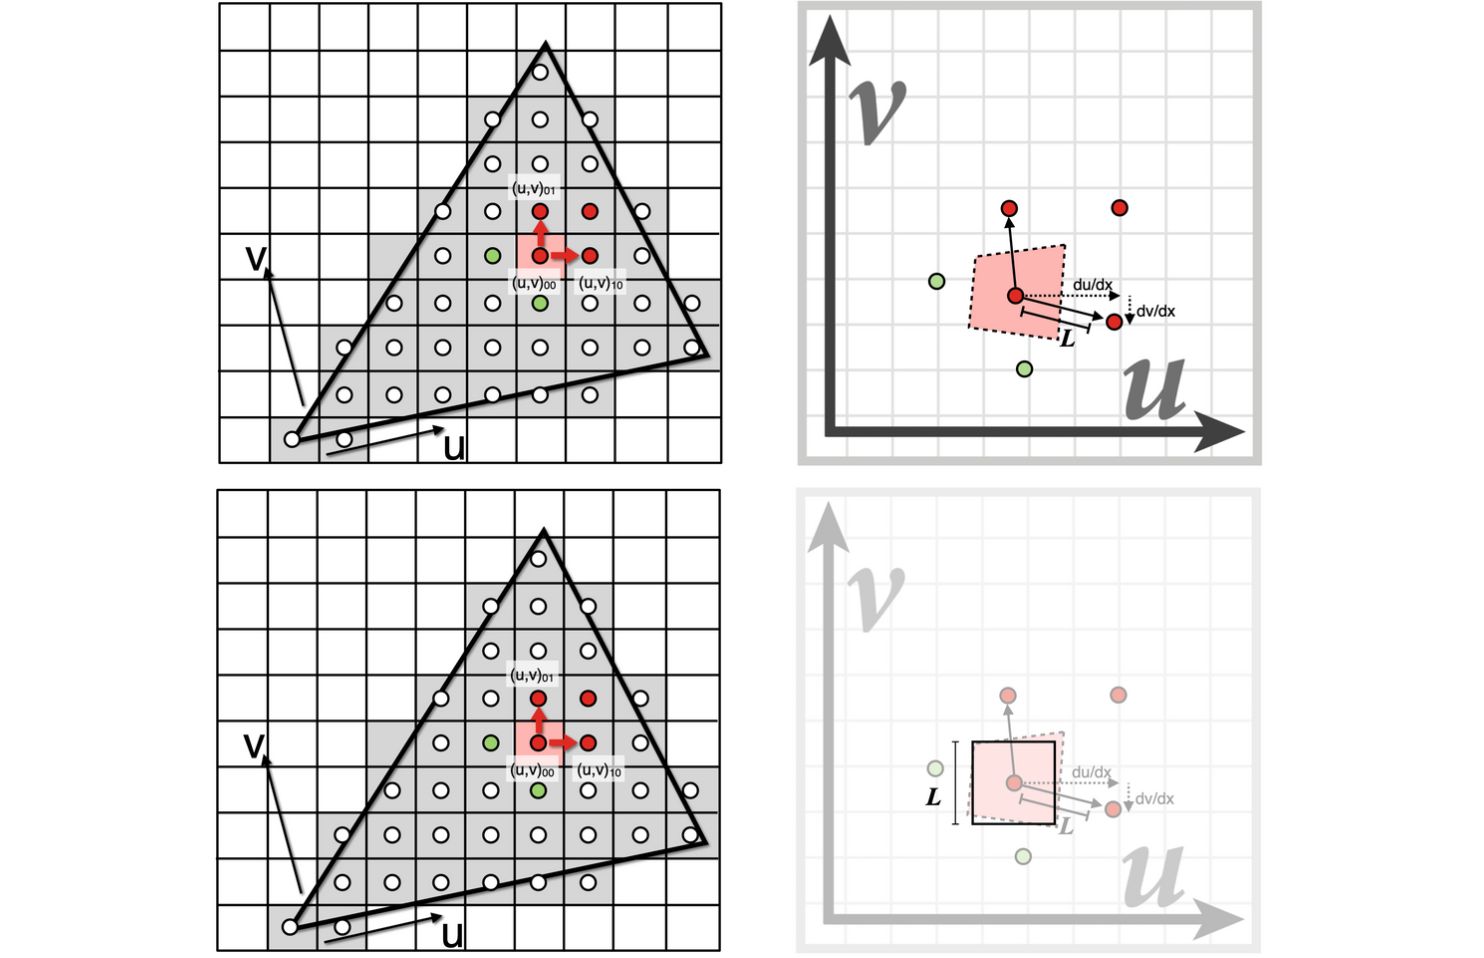 (u,v)₀₁
v
(u,v)₀₀
(u,v)₁₀
u
v
du/dx
dv/dx
L
u
(u,v)₀₁
v
(u,v)₀₀
(u,v)₁₀
u
v
du/dx
L
dv/dx
L
u